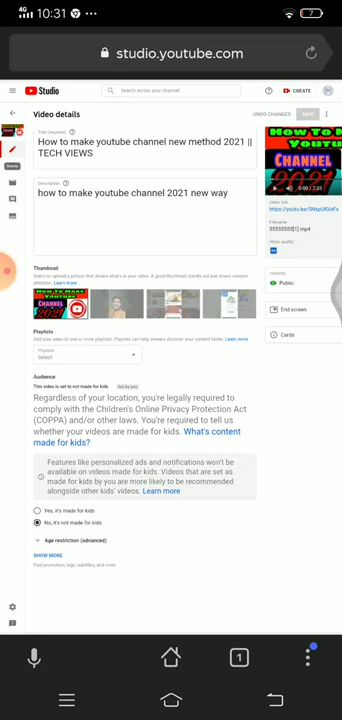 4G 10:31 7
studio.youtube.com
Studio
Search across your channel
CREATE
Video details
UNDO CHANGES
SAVE
Title (required)
How to make youtube channel new method 2021 ||
TECH VIEWS
Description
how to make youtube channel 2021 new way
How To Make
Youtube
CHANNEL
2021
0:00 / 7:33
Video link
Filename
55555555[1].mp4
Video quality
Visibility
Public
End screen
Cards
Details
Thumbnail
Select or upload a picture that shows what's in your video. A good thumbnail stands out and draws viewers'
attention. Learn more
Playlists
Add your video to one or more playlists. Playlists can help viewers discover your content faster. Learn more
Playlists
Select
Audience
This video is set to not made for kids
Set by you
Regardless of your location, you're legally required to
comply with the Children's Online Privacy Protection Act
(COPPA) and/or other laws. You're required to tell us
whether your videos are made for kids. What's content
made for kids?
Features like personalized ads and notifications won't be
available on videos made for kids. Videos that are set as
made for kids by you are more likely to be recommended
alongside other kids' videos. Learn more
Yes, it's made for kids
No, it's not made for kids
Age restriction (advanced)
SHOW MORE
Paid promotion, tags, subtitles, and more
1